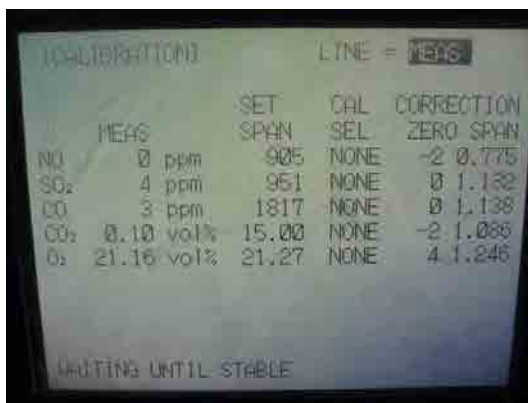 [CALIBRATION] LINE = MEAS
SET CAL CORRECTION
MEAS SPAN SEL ZERO SPAN
NO 0 ppm 905 NONE -2 0.775
SO₂ 4 ppm 951 NONE 0 1.132
CO 3 ppm 1817 NONE 0 1.138
CO₂ 0.10 vol% 15.00 NONE -2 1.086
O₂ 21.16 vol% 21.27 NONE 4 1.246
WAITING UNTIL STABLE